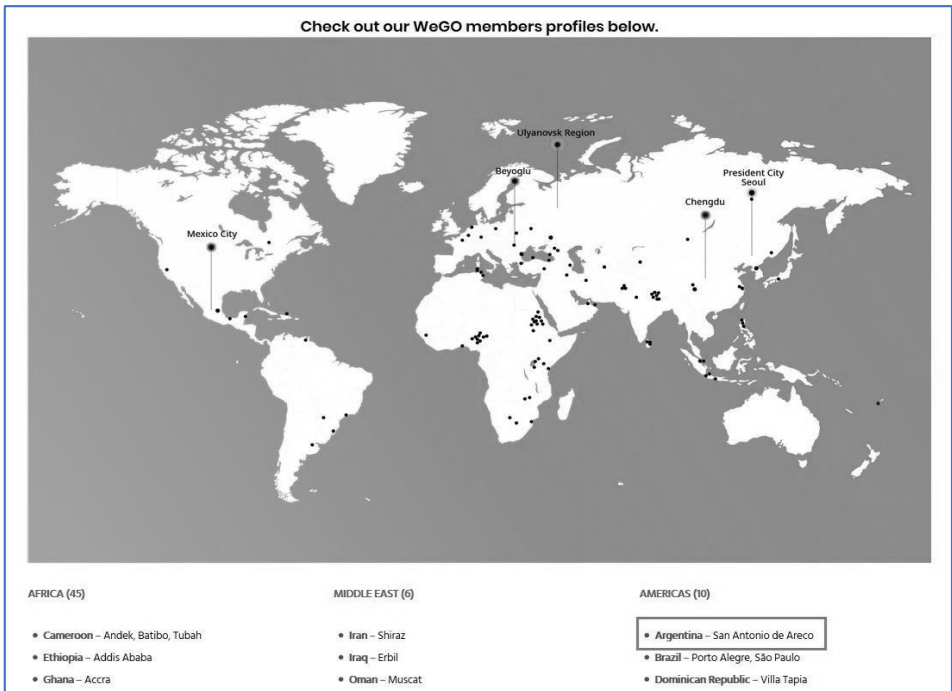 Check out our WeGO members profiles below.
Ulyanovsk Region
Beyoglu
President City
Seoul
Chengdu
Mexico City
AFRICA (45)
• Cameroon – Andek, Batibo, Tubah
• Ethiopia – Addis Ababa
• Ghana – Accra
MIDDLE EAST (6)
• Iran – Shiraz
• Iraq – Erbil
• Oman – Muscat
AMERICAS (10)
• Argentina – San Antonio de Areco
• Brazil – Porto Alegre, São Paulo
• Dominican Republic – Villa Tapia